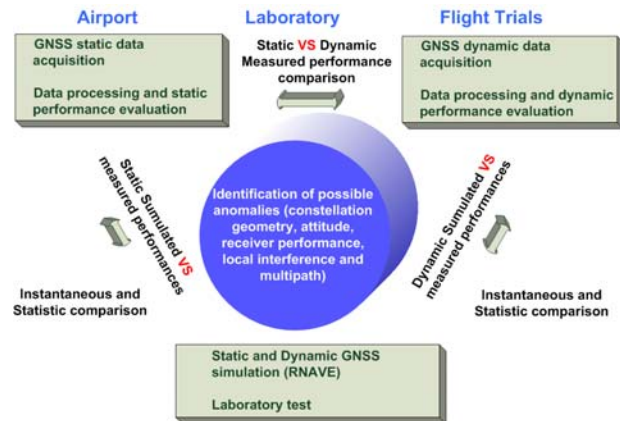 Airport
Laboratory
Flight Trials
GNSS static data
acquisition
Data processing and static
performance evaluation
Static VS Dynamic
Measured performance
comparison
GNSS dynamic data
acquisition
Data processing and dynamic
performance evaluation
Static Sumulated VS
measured performances
Identification of possible
anomalies (constellation
geometry, attitude,
receiver performance,
local interference and
multipath)
Dynamic Sumulated VS
measured performances
Instantaneous and
Statistic comparison
Instantaneous and
Statistic comparison
Static and Dynamic GNSS
simulation (RNAVE)
Laboratory test